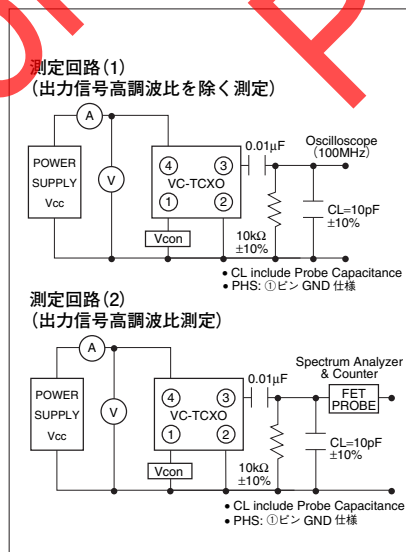 測定回路(1)
(出力信号高調波比を除く測定)
A
POWER
SUPPLY
Vcc
V
4
3
VC-TCXO
1
2
Vcon
0.01μF
Oscilloscope
(100MHz)
10kΩ
±10%
CL=10pF
±10%
• CL include Probe Capacitance
• PHS: ①ピン GND 仕様
測定回路(2)
(出力信号高調波比測定)
A
POWER
SUPPLY
Vcc
V
4
3
VC-TCXO
1
2
Vcon
0.01μF
Spectrum Analyzer
& Counter
FET
PROBE
10kΩ
±10%
CL=10pF
±10%
• CL include Probe Capacitance
• PHS: ①ピン GND 仕様